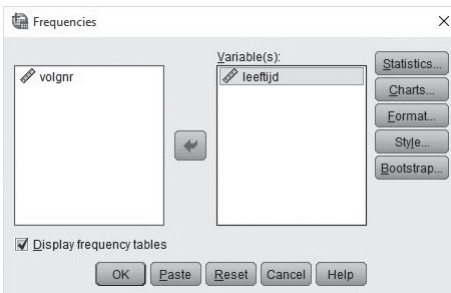 Frequencies
Variable(s):
volgnr
leeftijd
Statistics...
Charts...
Format...
Style...
Bootstrap...
Display frequency tables
OK Paste Reset Cancel Help